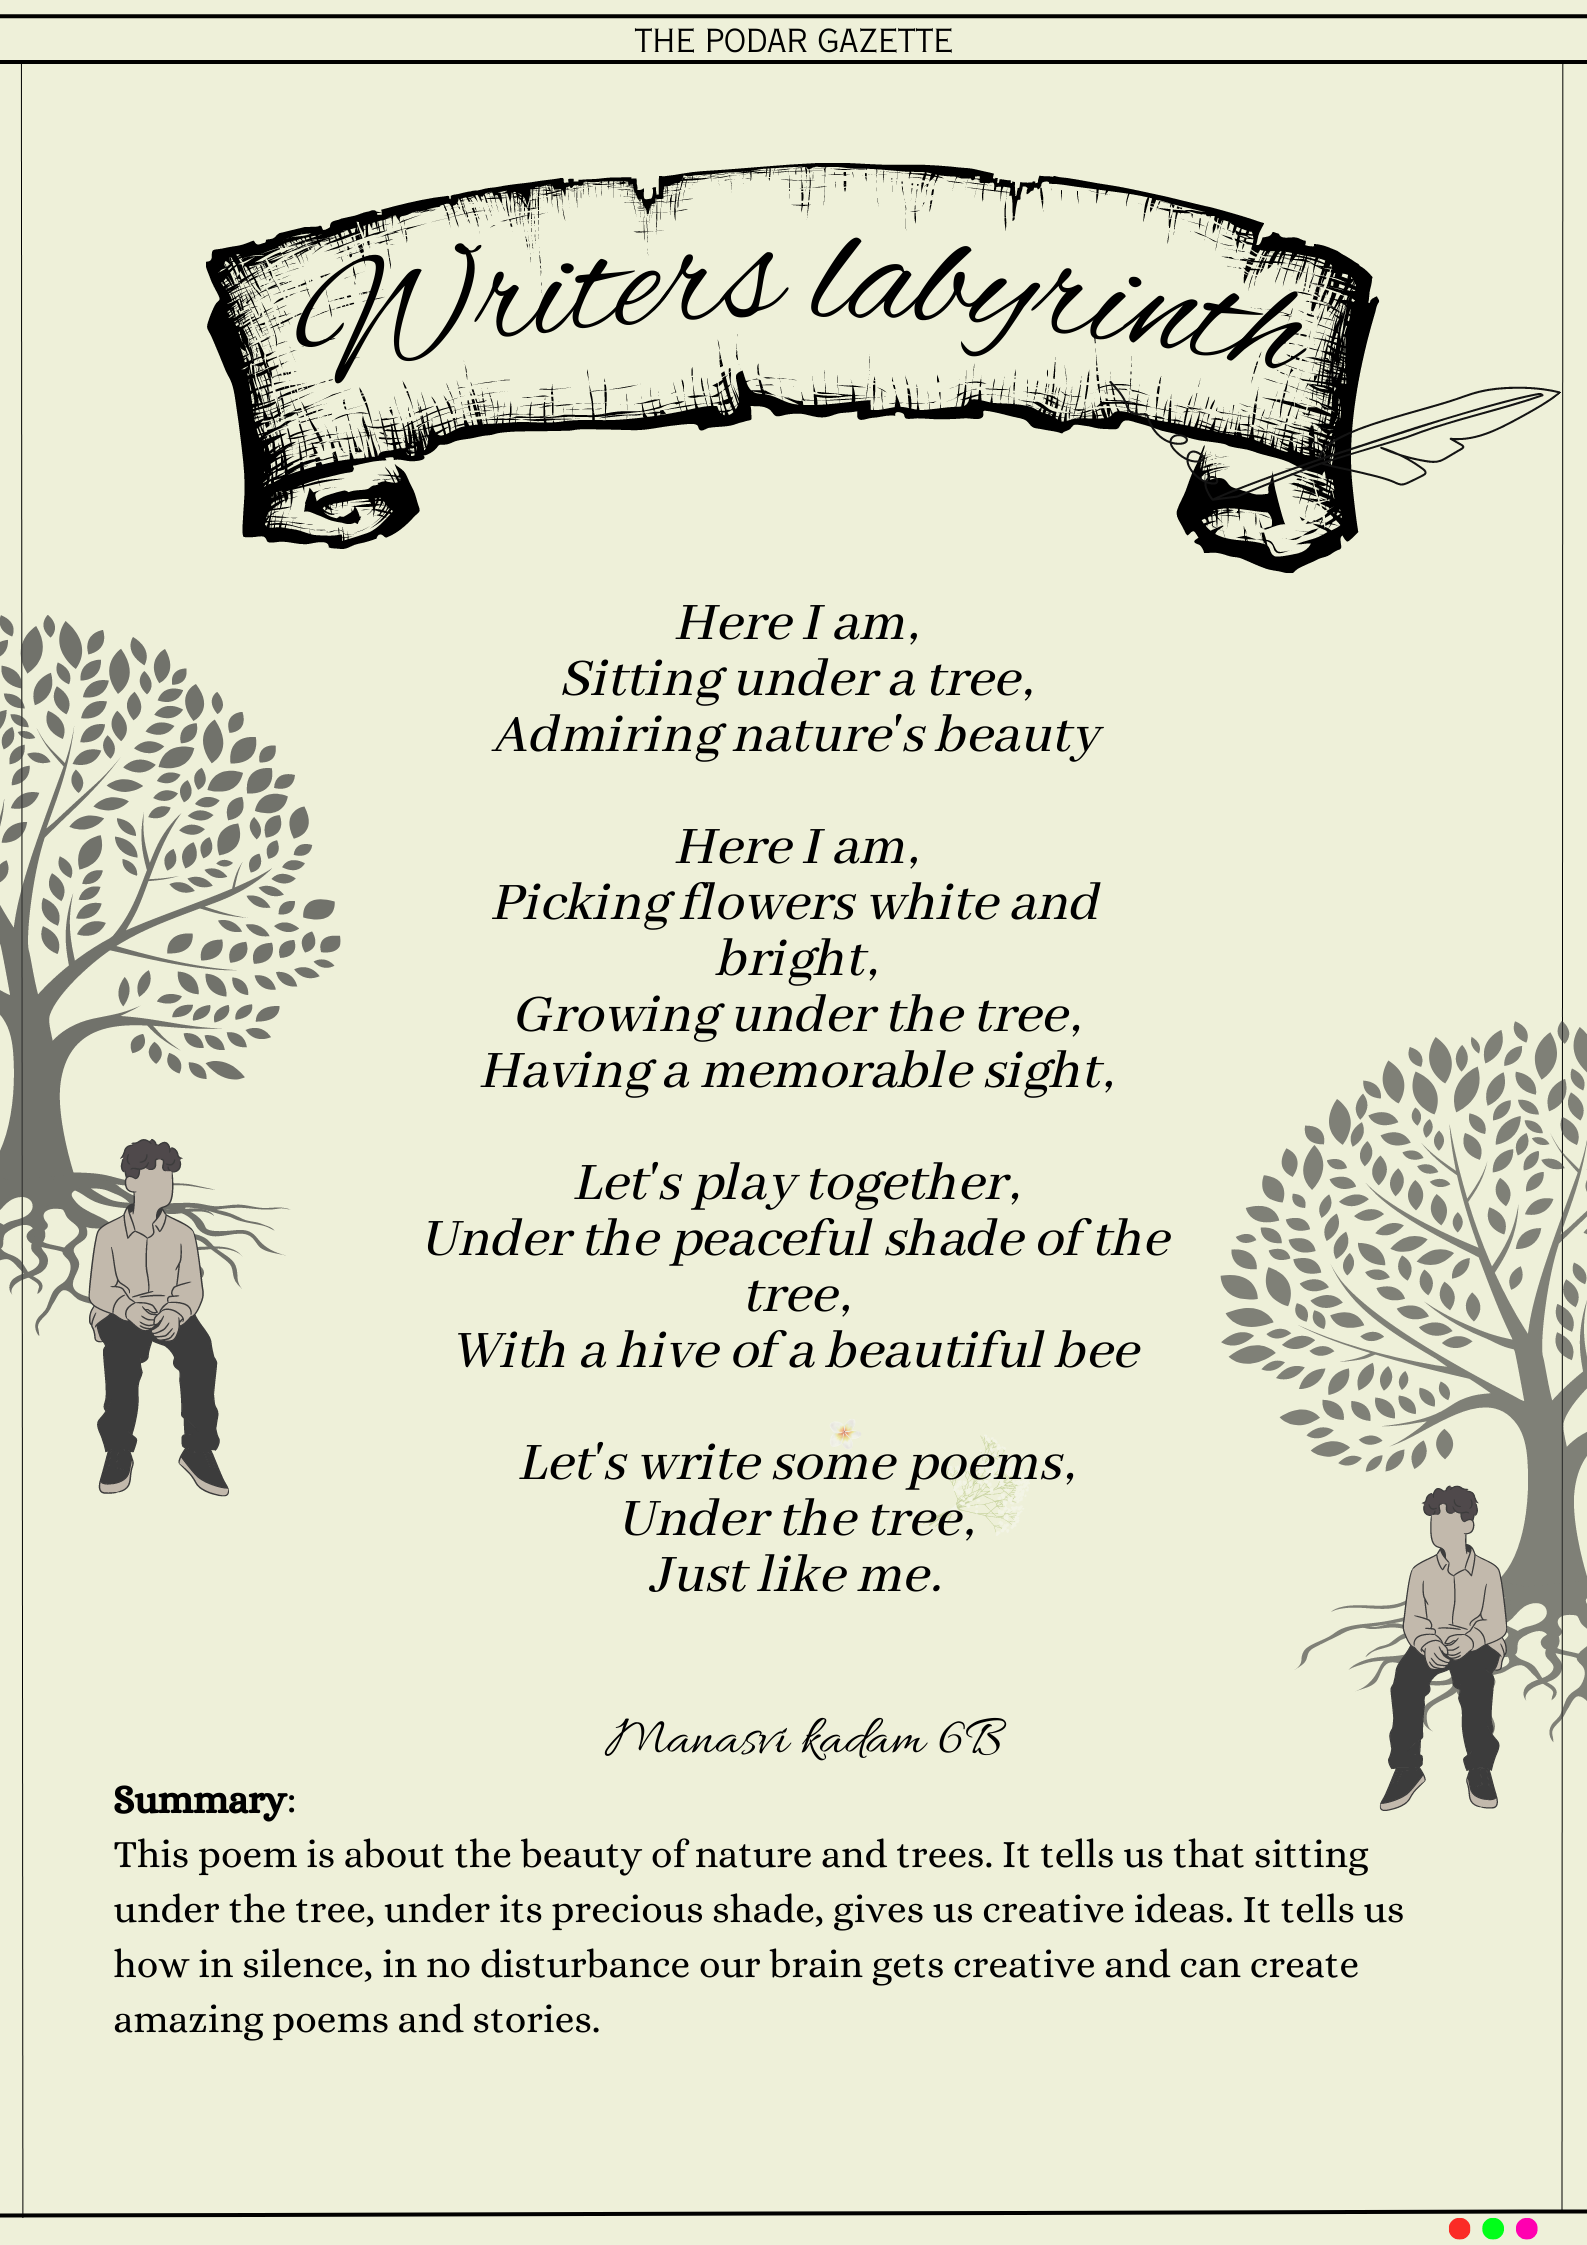 THE PODAR GAZETTE
Writers labyrinth
Here I am,
Sitting under a tree,
Admiring nature's beauty
Here I am,
Picking flowers white and
bright,
Growing under the tree,
Having a memorable sight,
Let's play together,
Under the peaceful shade of the
tree,
With a hive of a beautiful bee
Let's write some poems,
Under the tree,
Just like me.
Manasvi kadam 6B
Summary:
This poem is about the beauty of nature and trees. It tells us that sitting
under the tree, under its precious shade, gives us creative ideas. It tells us
how in silence, in no disturbance our brain gets creative and can create
amazing poems and stories.